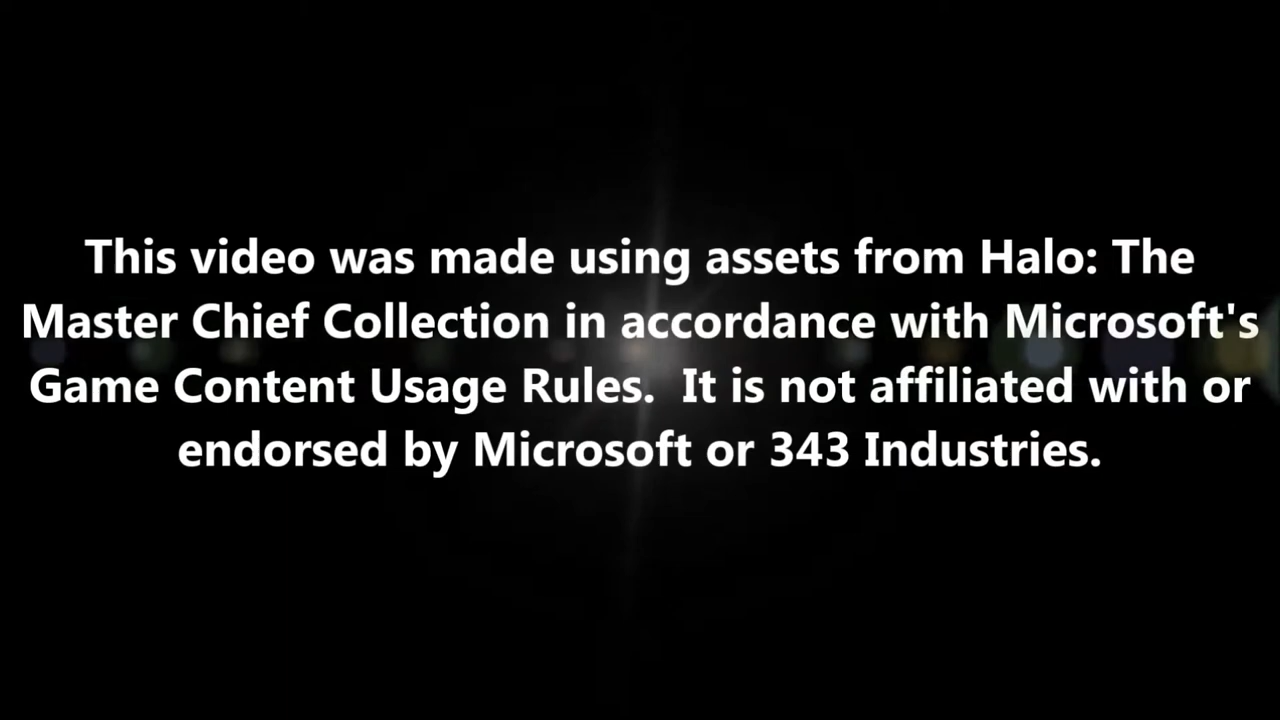 This video was made using assets from Halo: The
Master Chief Collection in accordance with Microsoft's
Game Content Usage Rules.  It is not affiliated with or
endorsed by Microsoft or 343 Industries.